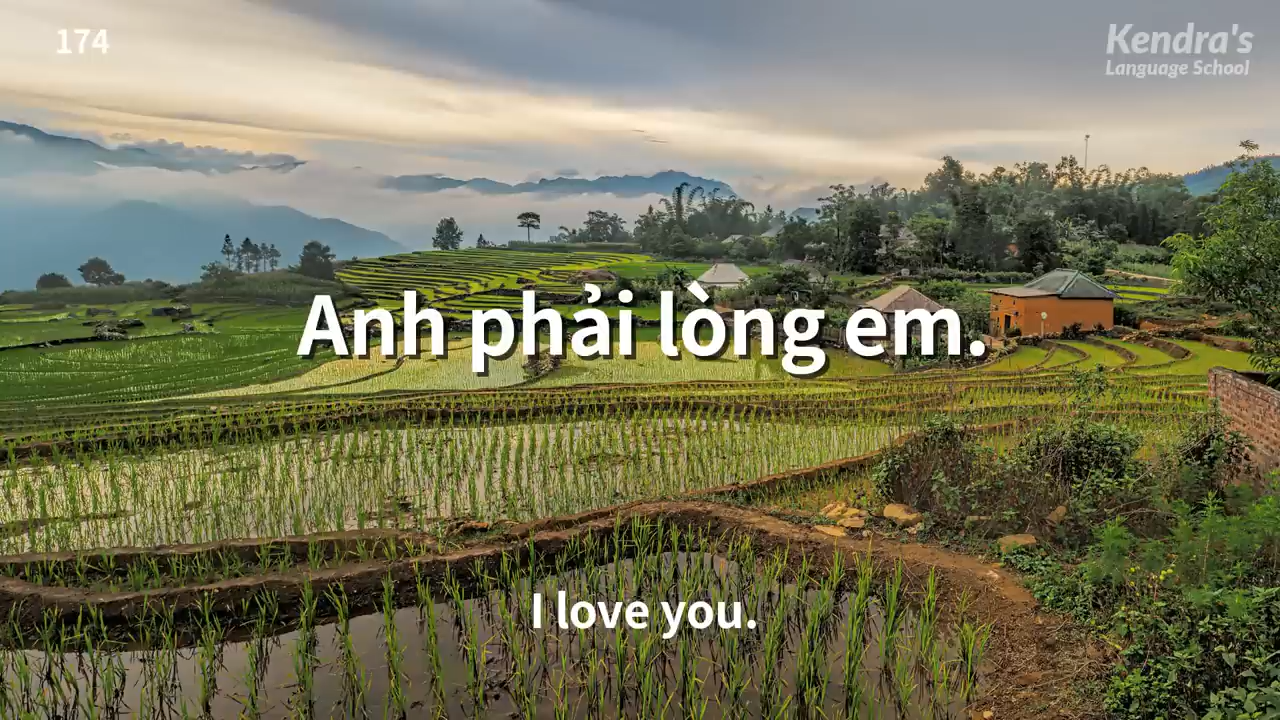 174
Kendra's
Language School
Anh phải lòng em.
I love you.